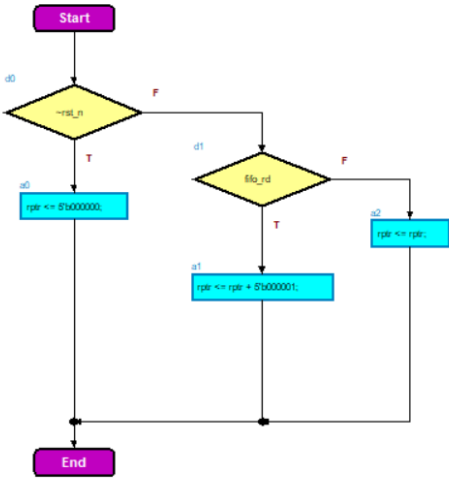 Start
d0
F
~rst_n
d1
T
F
fifo_rd
a0
rptr <= 5'b000000;
T
a2
rptr <= rptr;
a1
rptr <= rptr + 5'b000001;
End